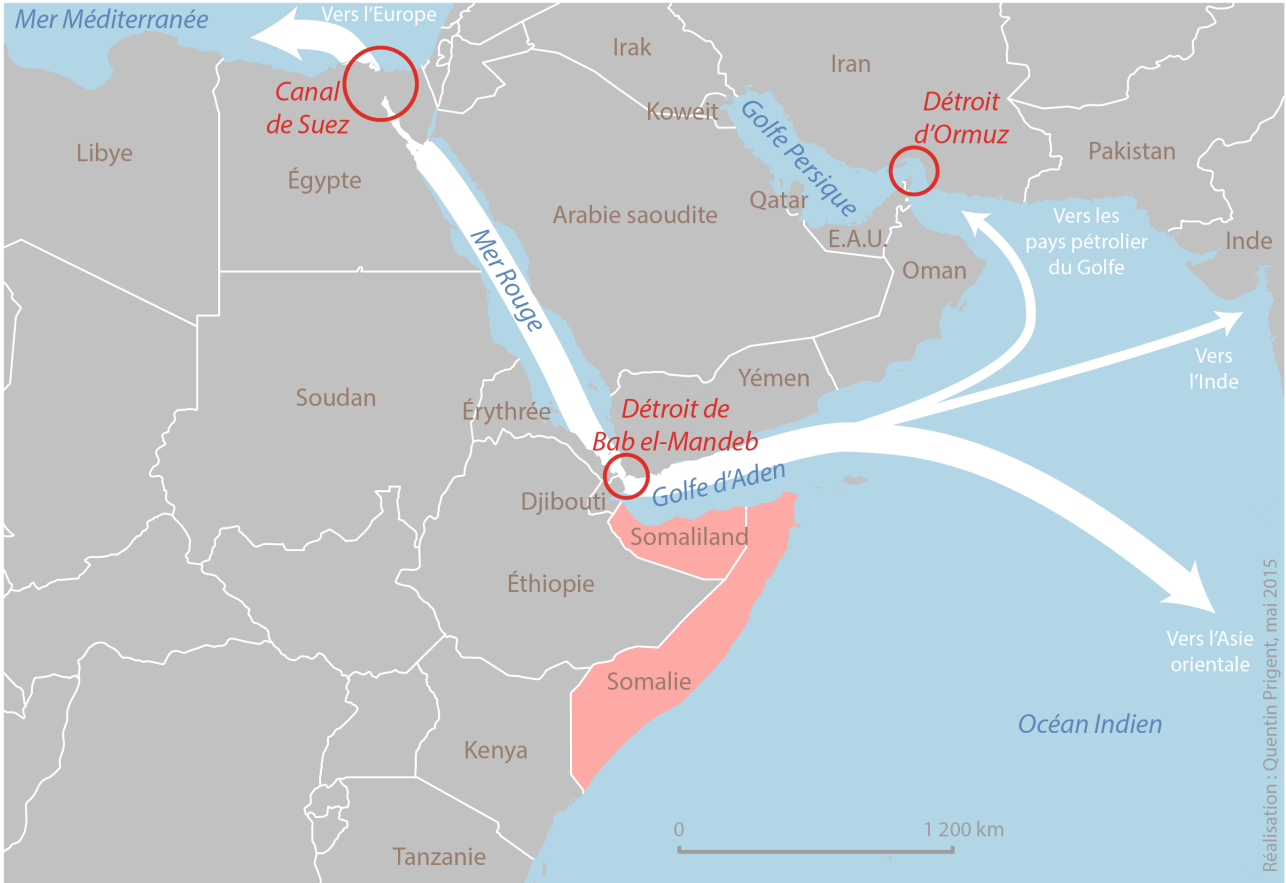 Mer Méditerranée
Vers l'Europe
Irak
Iran
Canal
de Suez
Koweit
Golfe Persique
Détroit
d'Ormuz
Libye
Égypte
Pakistan
Qatar
Arabie saoudite
E.A.U.
Vers les
pays pétrolier
du Golfe
Inde
Oman
Mer Rouge
Vers
l'Inde
Yémen
Soudan
Érythrée
Détroit de
Bab el-Mandeb
Golfe d'Aden
Djibouti
Somaliland
Éthiopie
Vers l'Asie
orientale
Somalie
Océan Indien
Kenya
0
1 200 km
Tanzanie
Réalisation : Quentin Prigent, mai 2015